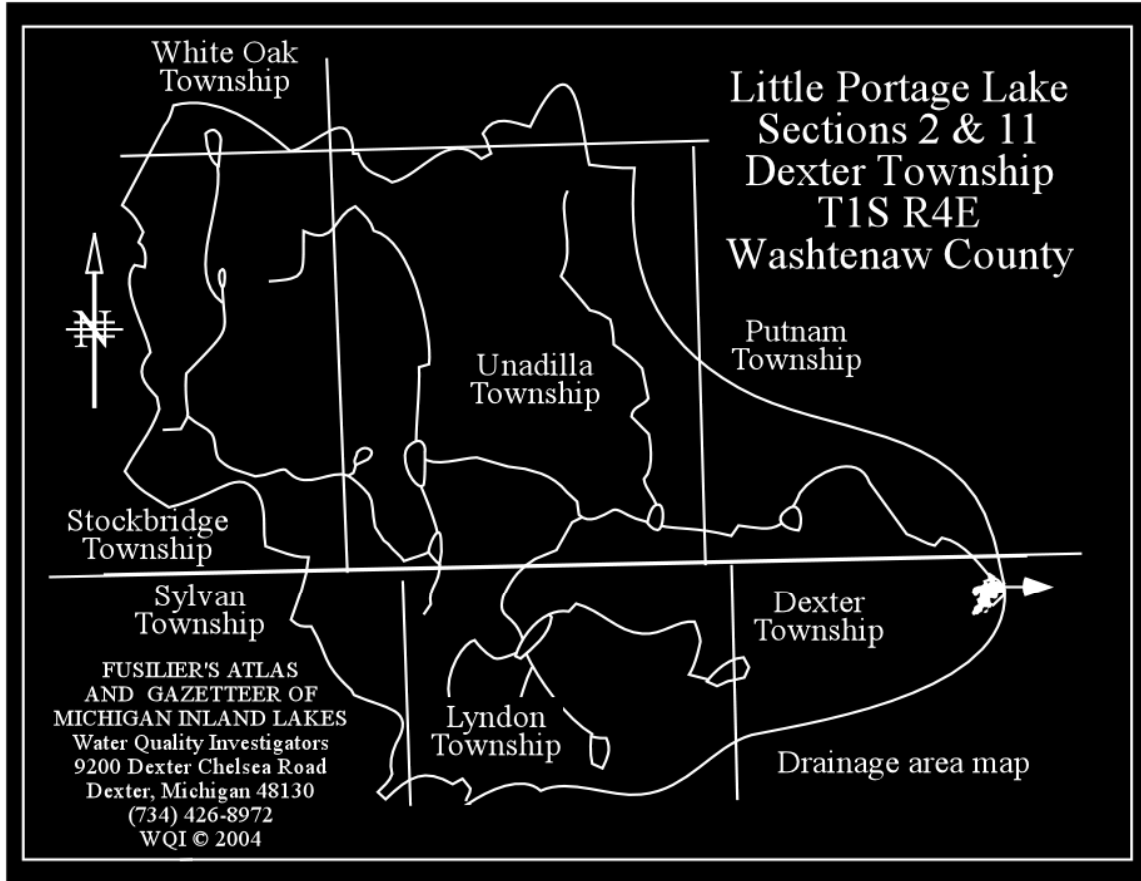 White Oak
Township
Little Portage Lake
Sections 2 & 11
Dexter Township
T1S R4E
Washtenaw County
N
Putnam
Township
Unadilla
Township
Stockbridge
Township
Sylvan
Township
Dexter
Township
FUSILIER'S ATLAS
AND GAZETTEER OF
MICHIGAN INLAND LAKES
Water Quality Investigators
9200 Dexter Chelsea Road
Dexter, Michigan 48130
(734) 426-8972
WQI © 2004
Lyndon
Township
Drainage area map